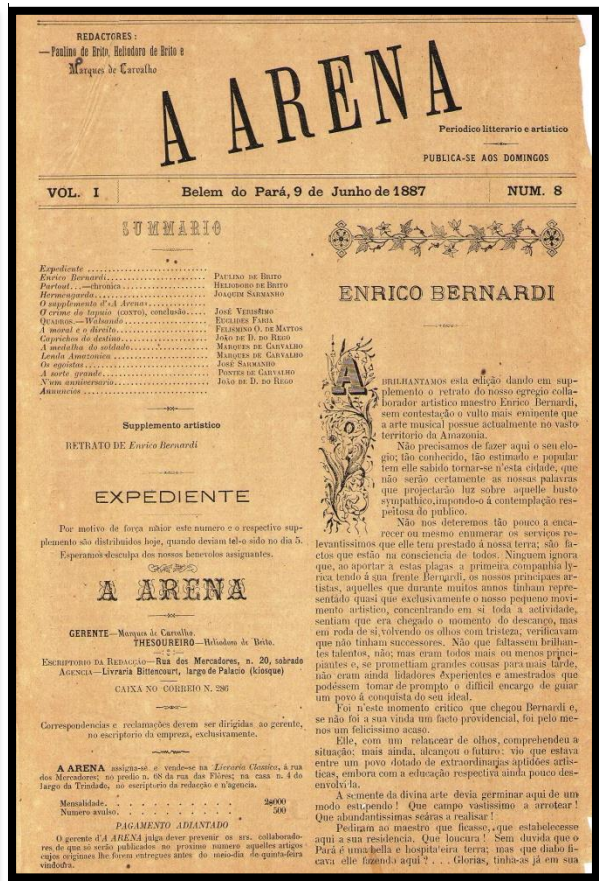 REDACTORES:
—Paulino de Brito, Heliodoro de Brito e
Marques de Carvalho
A ARENA
Periodico litterario e artistico
PUBLICA-SE AOS DOMINGOS
VOL. I
Belem do Pará, 9 de Junho de 1887
NUM. 8
SUMMARIO
Expediente
Enrico Bernardi PAULINO DE BRITO
Partout...—chronica HELIODORO DE BRITO
Hermengarda JOAQUIM SARMANHO
O supplemento d'«A Arena»
O crime do tapuio (CONTO), conclusão JOSÉ VERISSIMO
QUADROS.—Walsando EUCLIDES FARIA
A moral e o direito FELISMINO O. DE MATTOS
Caprichos do destino JOÃO DE D. DO REGO
A medalha do soldado MARQUES DE CARVALHO
Lenda Amazonica MARQUES DE CARVALHO
Os egoistas JOSÉ SARMANHO
A sorte grande PONTES DE CARVALHO
N'um anniversario JOÃO DE D. DO REGO
Annuncios
Supplemento artistico
RETRATO DE Enrico Bernardi
EXPEDIENTE
Por motivo de força maior este numero e o respectivo sup-
plemento são distribuidos hoje, quando deviam tel-o sido no dia 5.
Esperamos desculpa dos nossos benevolos assignantes.
A ARENA
GERENTE—Marques de Carvalho.
THESOUREIRO—Heliodoro de Brito.
ESCRIPTORIO DA REDACÇÃO—Rua dos Mercadores, n. 20, sobrado
AGENCIA—Livraria Bittencourt, largo de Palacio (kiosque)
CAIXA NO CORREIO N. 286
Correspondencias e reclamações devem ser dirigidas ao gerente,
no escriptorio da empreza, exclusivamente.
A ARENA assigna-se e vende-se na Livraria Classica, á rua
dos Mercadores; no predio n. 68 da rua das Flôres; na casa n. 4 do
largo da Trindade, no escriptorio da redacção e n'agencia.
Mensalidade. 2$000
Numero avulso. 500
PAGAMENTO ADIANTADO
O gerente d'A ARENA julga dever prevenir os srs. collaborado-
res de que só serão publicados no proximo numero aquelles artigos
cujos originaes lhe forem entregues antes do meio-dia de quinta-feira
vindoura.
ENRICO BERNARDI
ABRILHANTAMOS esta edição dando em sup-
plemento o retrato do nosso egregio colla-
borador artistico maestro Enrico Bernardi,
sem contestação o vulto mais eminente que
a arte musical possue actualmente no vasto
territorio da Amazonia.
Não precisamos de fazer aqui o seu elo-
gio; tão conhecido, tão estimado e popular
tem elle sabido tornar-se n'esta cidade, que
não serão certamente as nossas palavras
que projectarão luz sobre aquelle busto
sympathico, impondo-o á contemplação res-
peitosa do publico.
Não nos deteremos tão pouco a enca-
recer ou mesmo enumerar os serviços re-
levantissimos que elle tem prestado á nossa terra; são fa-
ctos que estão na consciencia de todos. Ninguem ignora
que, ao aportar a estas plagas a primeira companhia ly-
rica tendo á sua frente Bernardi, os nossos principaes ar-
tistas, aquelles que durante muitos annos tinham repre-
sentado quasi que exclusivamente o nosso pequeno movi-
mento artistico, concentrando em si toda a actividade,
sentiam que era chegado o momento do descanço, mas
em roda de si, volvendo os olhos com tristeza, verificavam
que não tinham successores. Não que faltassem brilhan-
tes talentos, não; mas eram todos mais ou menos princi-
piantes e, se promettiam grandes cousas para mais tarde,
não eram ainda lidadores experientes e amestrados que
podéssem tomar de prompto o difficil encargo de guiar
um povo á conquista do seu ideal.
Foi n'este momento critico que chegou Bernardi e,
se não foi a sua vinda um facto providencial, foi pelo me-
nos um felicissimo acaso.
Elle, com um relancear de olhos, comprehendeu a
situação; mais ainda, alcançou o futuro: vio que estava
entre um povo dotado de extraordinarias aptidões artis-
ticas, embora com a educação respectiva ainda pouco des-
envolvida.
A semente da divina arte devia germinar aqui de um
modo estupendo! Que campo vastissimo a arrotear!
Que abundantissimas seáras a realisar!
Pediram ao maestro que ficasse, que estabelecesse
aqui a sua residencia. Que loucura! Sem duvida que o
Pará é uma bella e hospitaleira terra; mas que diabo fi-
cava elle fazendo aqui?... Glorias, tinha-as já em sua